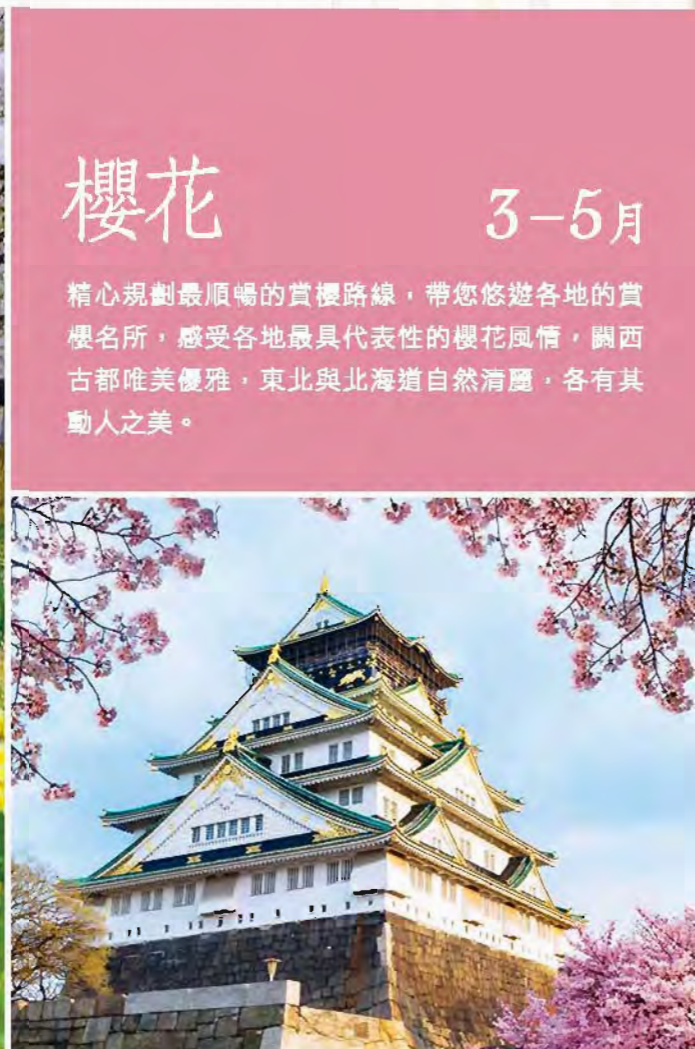 櫻花
3–5月
精心規劃最順暢的賞櫻路線，帶您悠遊各地的賞
櫻名所，感受各地最具代表性的櫻花風情，關西
古都唯美優雅，東北與北海道自然清麗，各有其
動人之美。